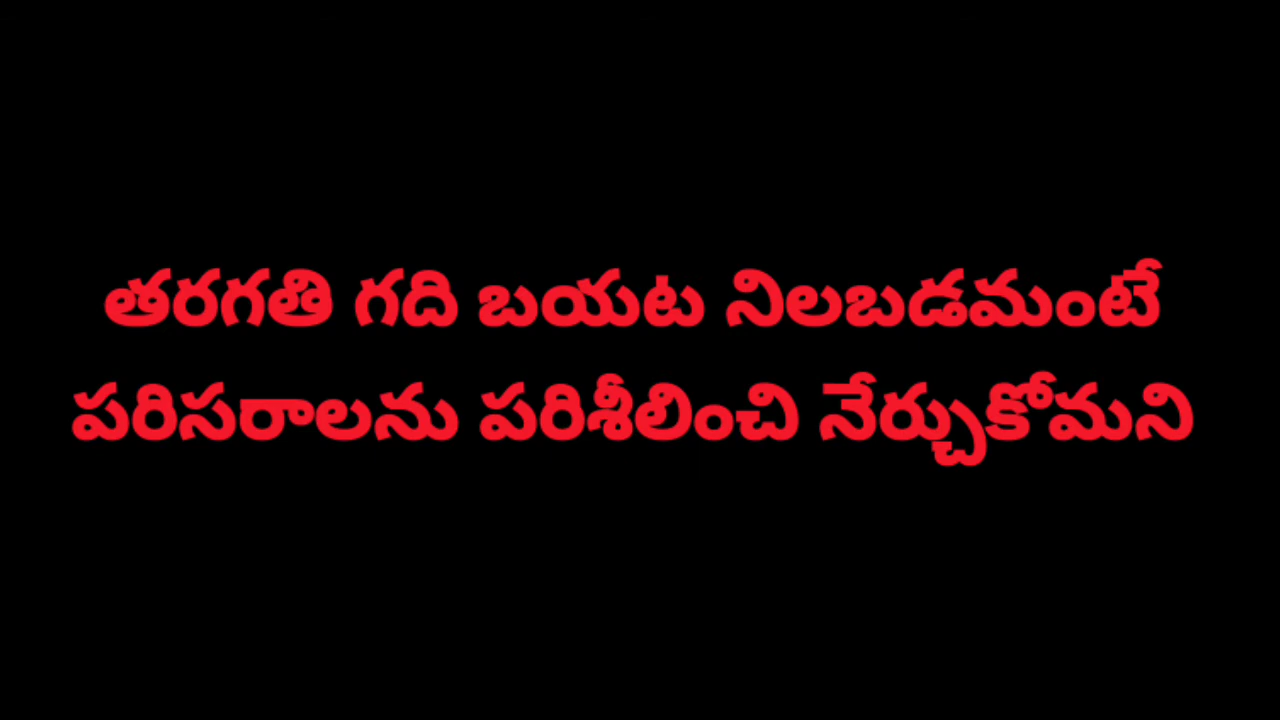 తరగతి గది బయట నిలబడమంటే
పరిసరాలను పరిశీలించి నేర్చుకోమని